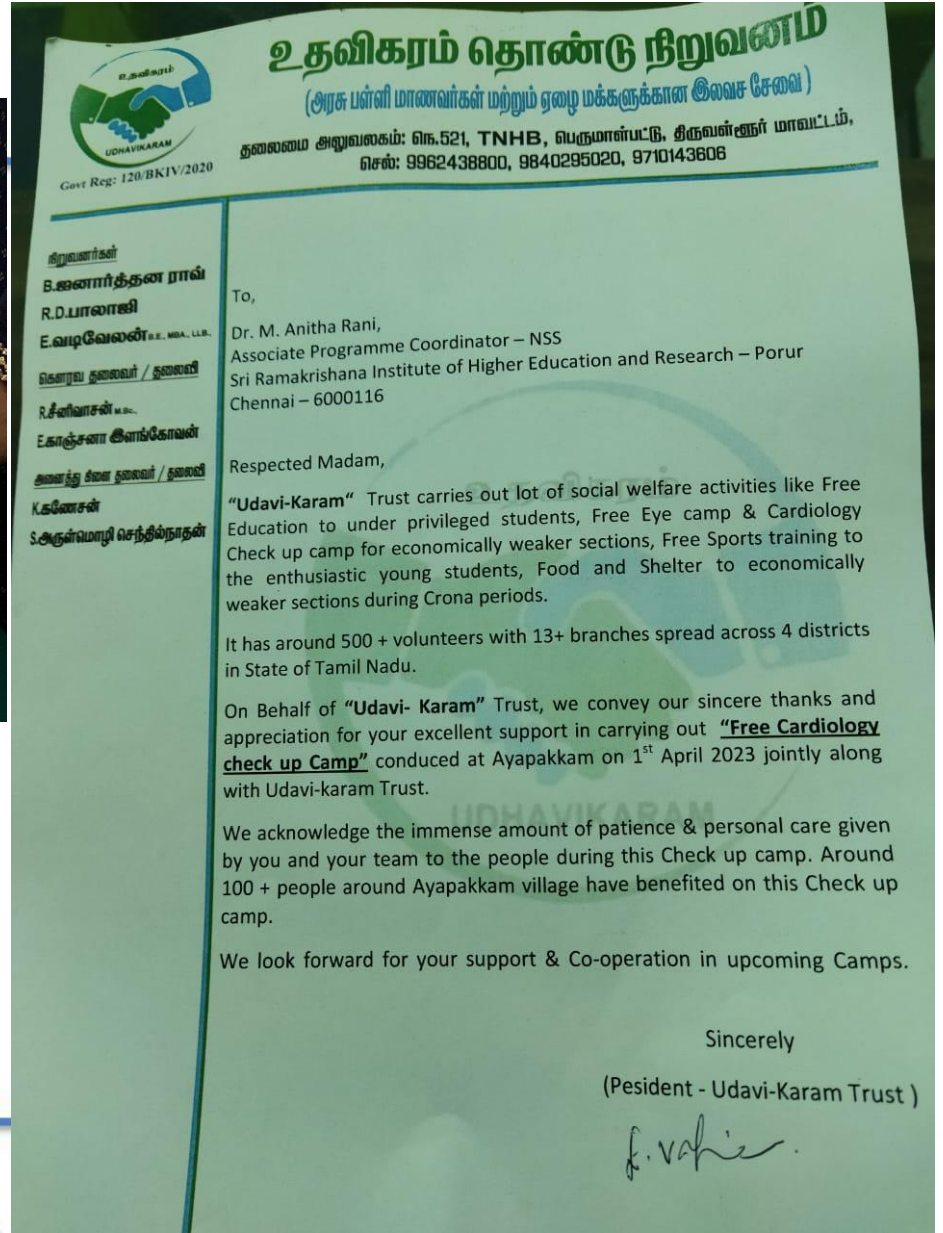 உதவிகரம்
UDHAVIKARAM
Govt Reg: 120/BKIV/2020
உதவிகரம் தொண்டு நிறுவனம்
(அரசு பள்ளி மாணவர்கள் மற்றும் ஏழை மக்களுக்கான இலவச சேவை)
தலைமை அலுவலகம்: நெ.521, TNHB, பெருமாள்பட்டு, திருவள்ளூர் மாவட்டம்,
செல்: 9962438800, 9840295020, 9710143606
நிறுவனர்கள்
B.ஜனார்த்தன ராவ்
R.D.பாலாஜி
E.வடிவேலன் B.E., MBA., LLB.,
கௌரவ தலைவர் / தலைவி
R.சீனிவாசன் M.Sc.,
E.காஞ்சனா இளங்கோவன்
அனைத்து கிளை தலைவர் / தலைவி
K.கணேசன்
S.அருள்மொழி செந்தில்நாதன்
To,
Dr. M. Anitha Rani,
Associate Programme Coordinator – NSS
Sri Ramakrishana Institute of Higher Education and Research – Porur
Chennai – 6000116
Respected Madam,
“Udavi-Karam“ Trust carries out lot of social welfare activities like Free
Education to under privileged students, Free Eye camp & Cardiology
Check up camp for economically weaker sections, Free Sports training to
the enthusiastic young students, Food and Shelter to economically
weaker sections during Crona periods.
It has around 500 + volunteers with 13+ branches spread across 4 districts
in State of Tamil Nadu.
On Behalf of “Udavi- Karam” Trust, we convey our sincere thanks and
appreciation for your excellent support in carrying out “Free Cardiology
check up Camp” conduced at Ayapakkam on 1st April 2023 jointly along
with Udavi-karam Trust.
UDHAVIKARAM
We acknowledge the immense amount of patience & personal care given
by you and your team to the people during this Check up camp. Around
100 + people around Ayapakkam village have benefited on this Check up
camp.
We look forward for your support & Co-operation in upcoming Camps.
Sincerely
(Pesident - Udavi-Karam Trust )